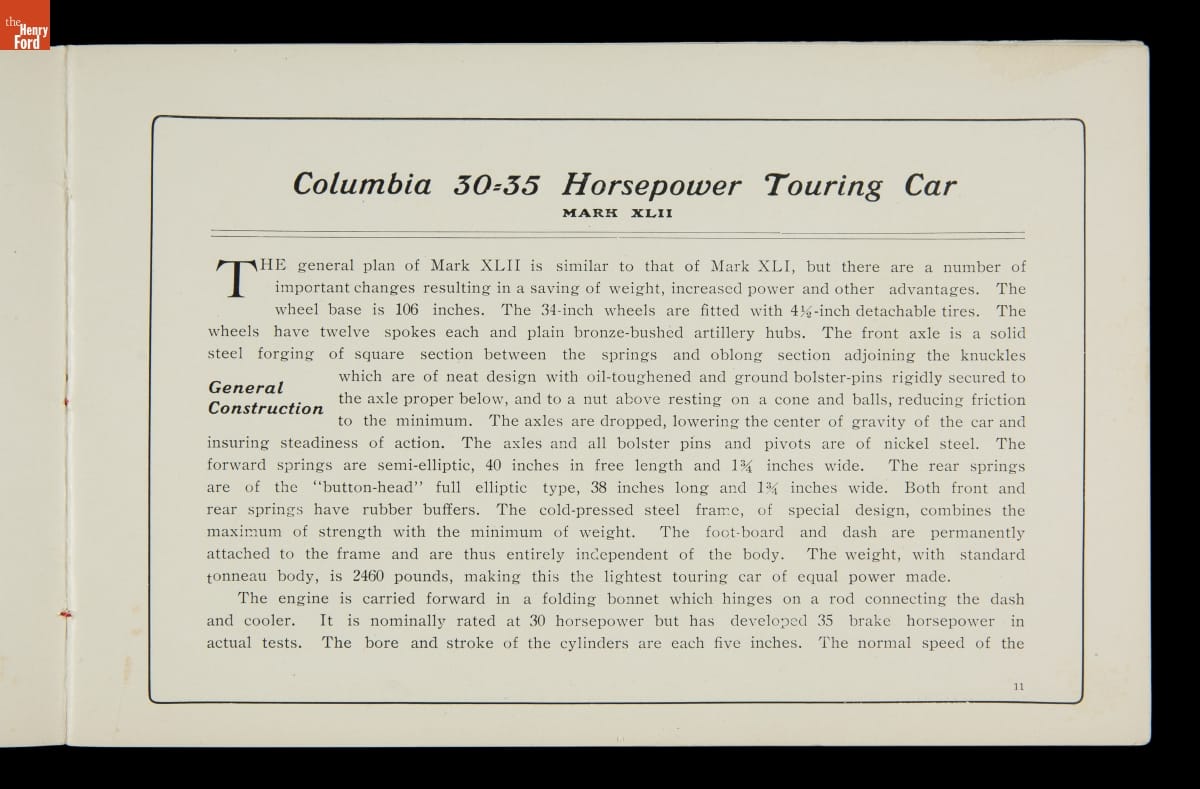 the
Henry
Ford
Columbia 30=35 Horsepower Touring Car
MARK XLII
THE general plan of Mark XLII is similar to that of Mark XLI, but there are a number of
important changes resulting in a saving of weight, increased power and other advantages. The
wheel base is 106 inches. The 34-inch wheels are fitted with 4½-inch detachable tires. The
wheels have twelve spokes each and plain bronze-bushed artillery hubs. The front axle is a solid
steel forging of square section between the springs and oblong section adjoining the knuckles
General
Construction
which are of neat design with oil-toughened and ground bolster-pins rigidly secured to
the axle proper below, and to a nut above resting on a cone and balls, reducing friction
to the minimum. The axles are dropped, lowering the center of gravity of the car and
insuring steadiness of action. The axles and all bolster pins and pivots are of nickel steel. The
forward springs are semi-elliptic, 40 inches in free length and 1¾ inches wide. The rear springs
are of the “button-head” full elliptic type, 38 inches long and 1¾ inches wide. Both front and
rear springs have rubber buffers. The cold-pressed steel frame, of special design, combines the
maximum of strength with the minimum of weight. The foot-board and dash are permanently
attached to the frame and are thus entirely independent of the body. The weight, with standard
tonneau body, is 2460 pounds, making this the lightest touring car of equal power made.
The engine is carried forward in a folding bonnet which hinges on a rod connecting the dash
and cooler. It is nominally rated at 30 horsepower but has developed 35 brake horsepower in
actual tests. The bore and stroke of the cylinders are each five inches. The normal speed of the
11